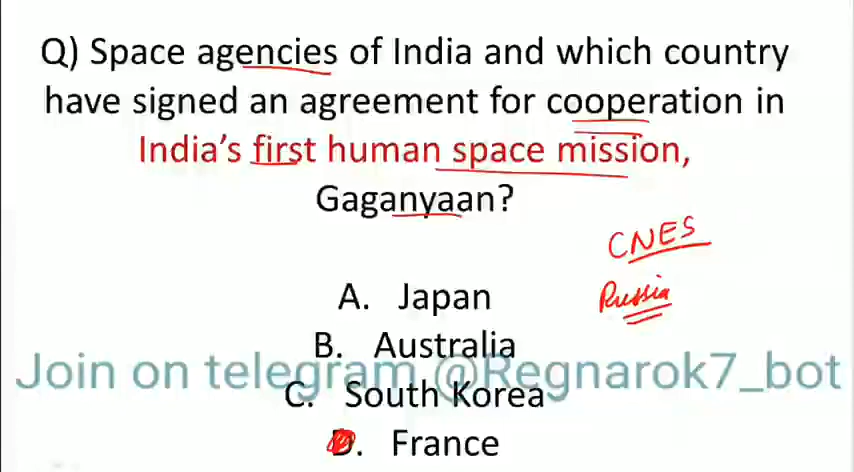 Q) Space agencies of India and which country
have signed an agreement for cooperation in
India's first human space mission,
Gaganyaan?
CNES
Russia
A. Japan
B. Australia
Join on telegram @Regnarok7_bot
C. South Korea
D. France